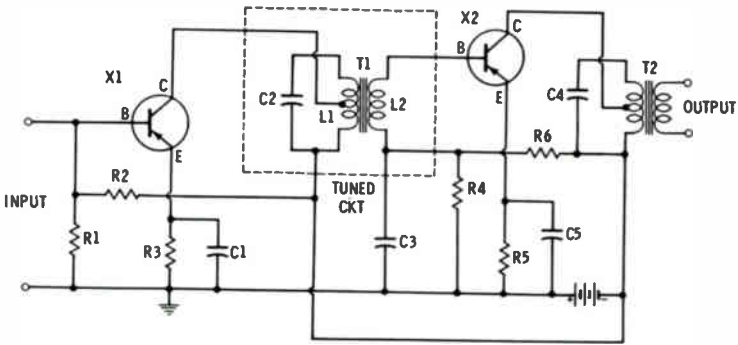 X2
C
B
E
X1
C
B
E
T1
C2
L1
L2
TUNED
CKT
T2
C4
OUTPUT
R6
R2
INPUT
R1
R3
C1
C3
R4
R5
C5
+
-